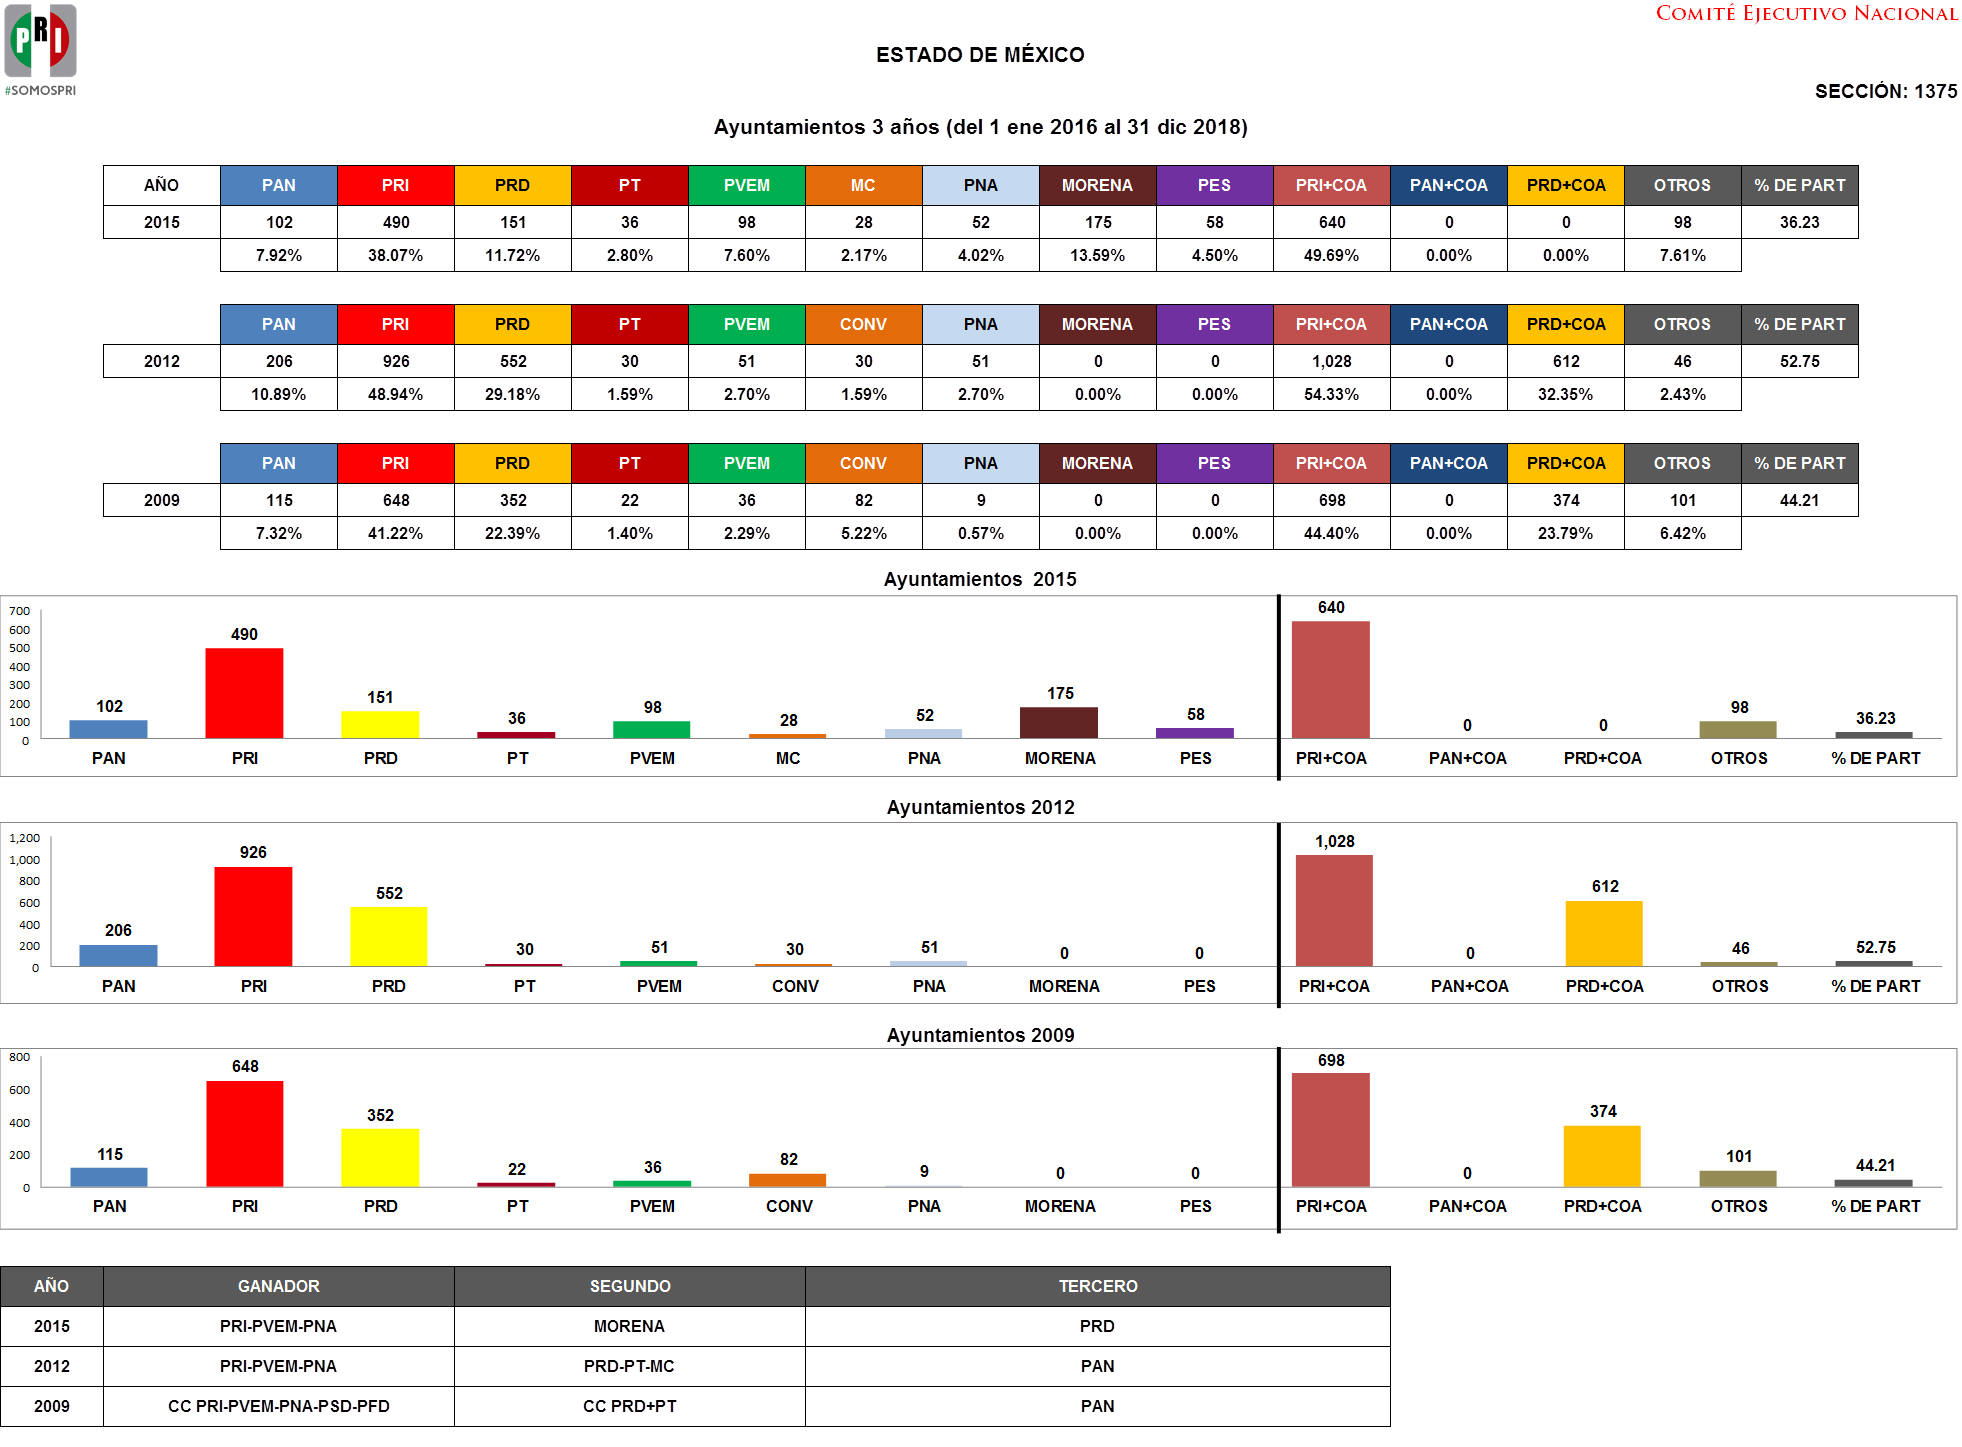 PRI
#SOMOSPRI
COMITÉ EJECUTIVO NACIONAL
ESTADO DE MÉXICO
SECCIÓN: 1375
Ayuntamientos 3 años (del 1 ene 2016 al 31 dic 2018)
AÑO PAN PRI PRD PT PVEM MC PNA MORENA PES PRI+COA PAN+COA PRD+COA OTROS % DE PART
2015 102 490 151 36 98 28 52 175 58 640 0 0 98 36.23
7.92% 38.07% 11.72% 2.80% 7.60% 2.17% 4.02% 13.59% 4.50% 49.69% 0.00% 0.00% 7.61%
PAN PRI PRD PT PVEM CONV PNA MORENA PES PRI+COA PAN+COA PRD+COA OTROS % DE PART
2012 206 926 552 30 51 30 51 0 0 1,028 0 612 46 52.75
10.89% 48.94% 29.18% 1.59% 2.70% 1.59% 2.70% 0.00% 0.00% 54.33% 0.00% 32.35% 2.43%
PAN PRI PRD PT PVEM CONV PNA MORENA PES PRI+COA PAN+COA PRD+COA OTROS % DE PART
2009 115 648 352 22 36 82 9 0 0 698 0 374 101 44.21
7.32% 41.22% 22.39% 1.40% 2.29% 5.22% 0.57% 0.00% 0.00% 44.40% 0.00% 23.79% 6.42%
Ayuntamientos 2015
700
600
500
400
300
200
100
0
102 490 151 36 98 28 52 175 58 640 0 0 98 36.23
PAN PRI PRD PT PVEM MC PNA MORENA PES PRI+COA PAN+COA PRD+COA OTROS % DE PART
Ayuntamientos 2012
1,200
1,000
800
600
400
200
0
206 926 552 30 51 30 51 0 0 1,028 0 612 46 52.75
PAN PRI PRD PT PVEM CONV PNA MORENA PES PRI+COA PAN+COA PRD+COA OTROS % DE PART
Ayuntamientos 2009
800
600
400
200
0
115 648 352 22 36 82 9 0 0 698 0 374 101 44.21
PAN PRI PRD PT PVEM CONV PNA MORENA PES PRI+COA PAN+COA PRD+COA OTROS % DE PART
AÑO GANADOR SEGUNDO TERCERO
2015 PRI-PVEM-PNA MORENA PRD
2012 PRI-PVEM-PNA PRD-PT-MC PAN
2009 CC PRI-PVEM-PNA-PSD-PFD CC PRD+PT PAN